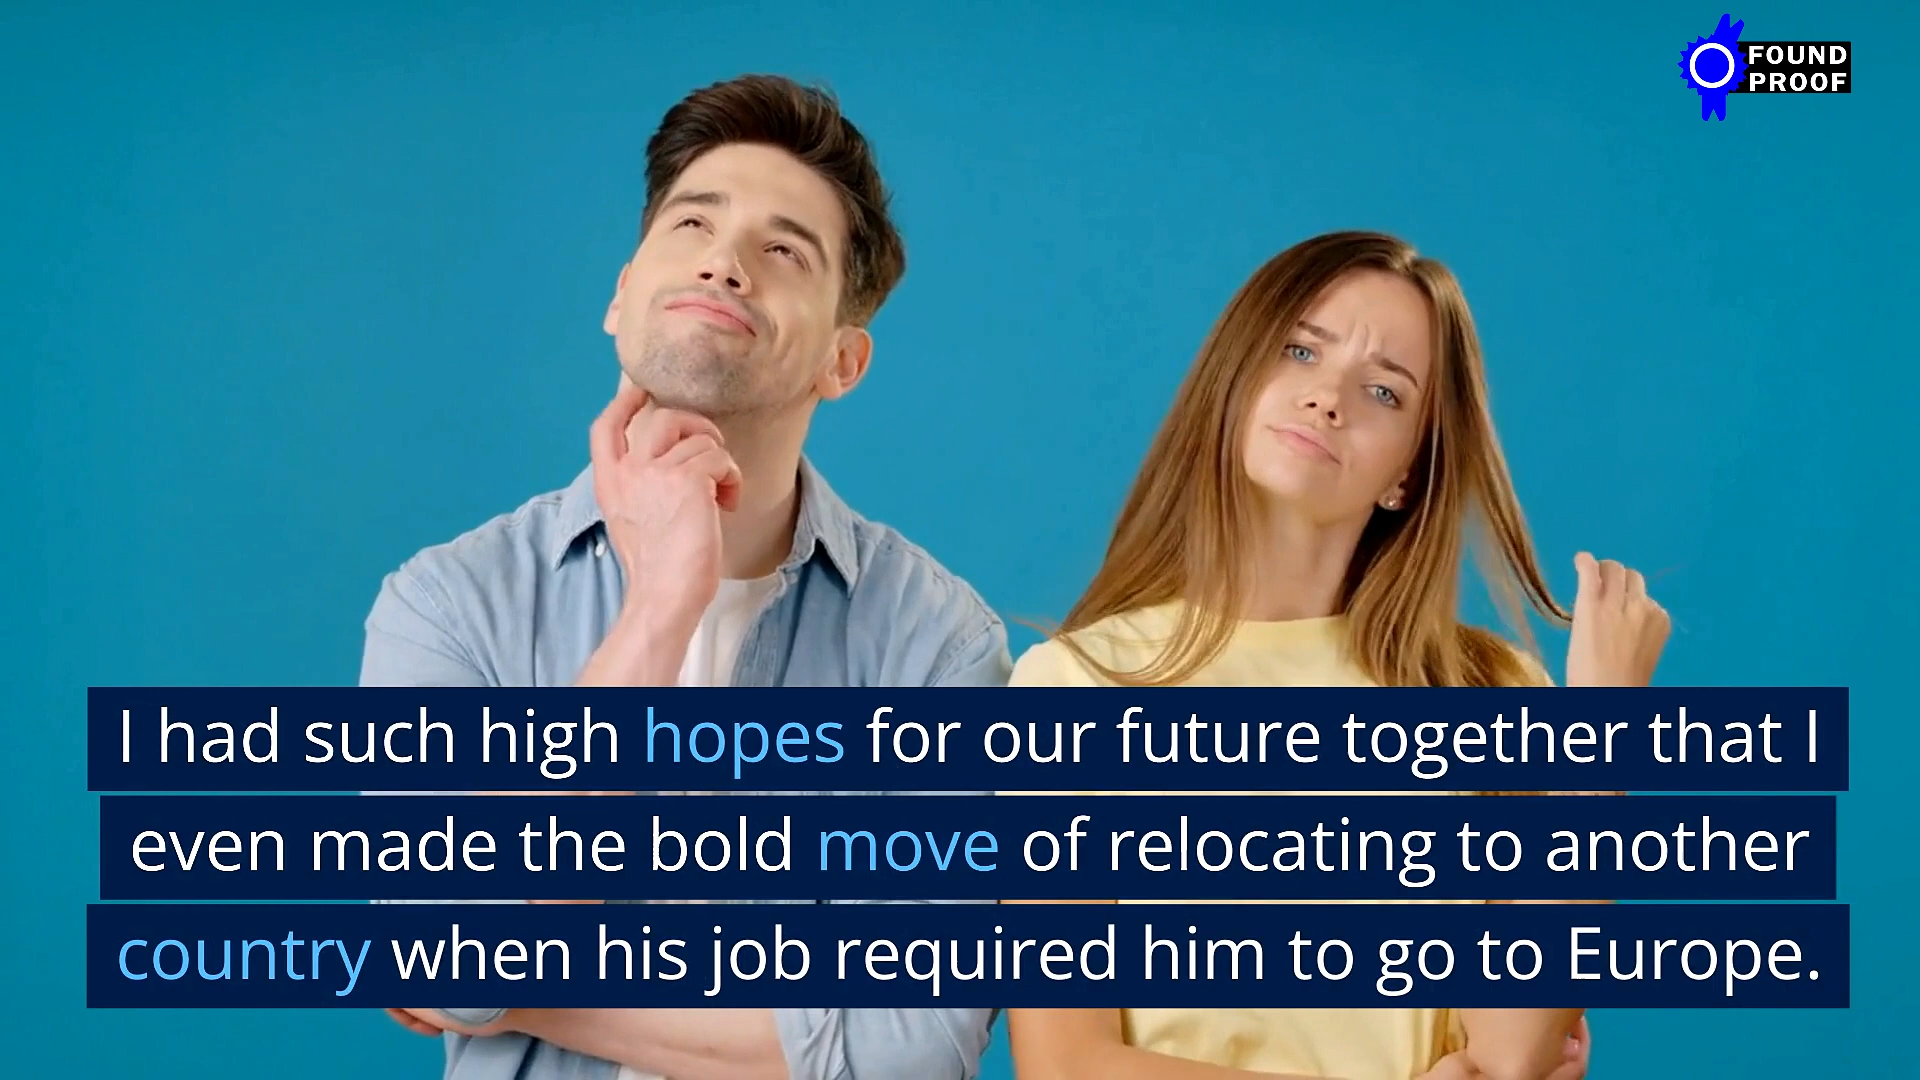 FOUND
PROOF
I had such high hopes for our future together that I
even made the bold move of relocating to another
country when his job required him to go to Europe.